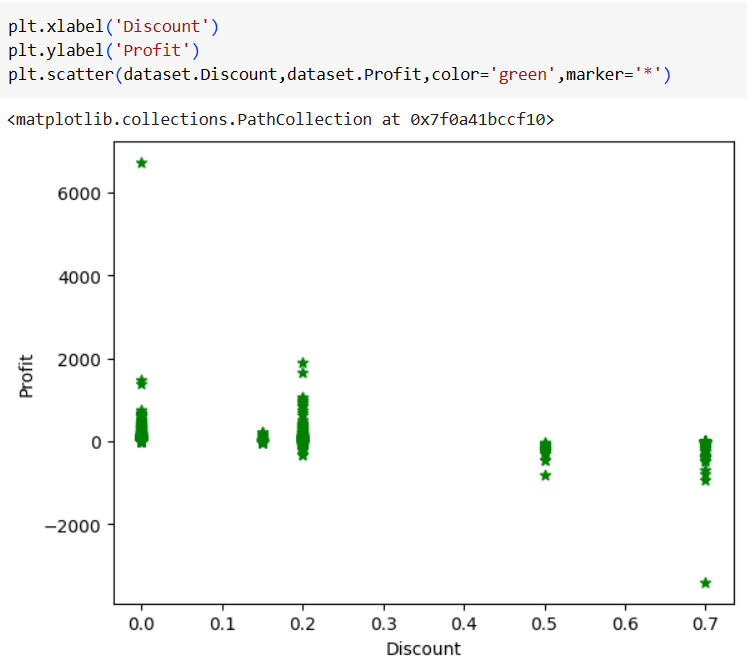 plt.xlabel('Discount')
plt.ylabel('Profit')
plt.scatter(dataset.Discount,dataset.Profit,color='green',marker='*')
<matplotlib.collections.PathCollection at 0x7f0a41bccf10>
6000
4000
2000
0
−2000
Profit
0.0 0.1 0.2 0.3 0.4 0.5 0.6 0.7
Discount